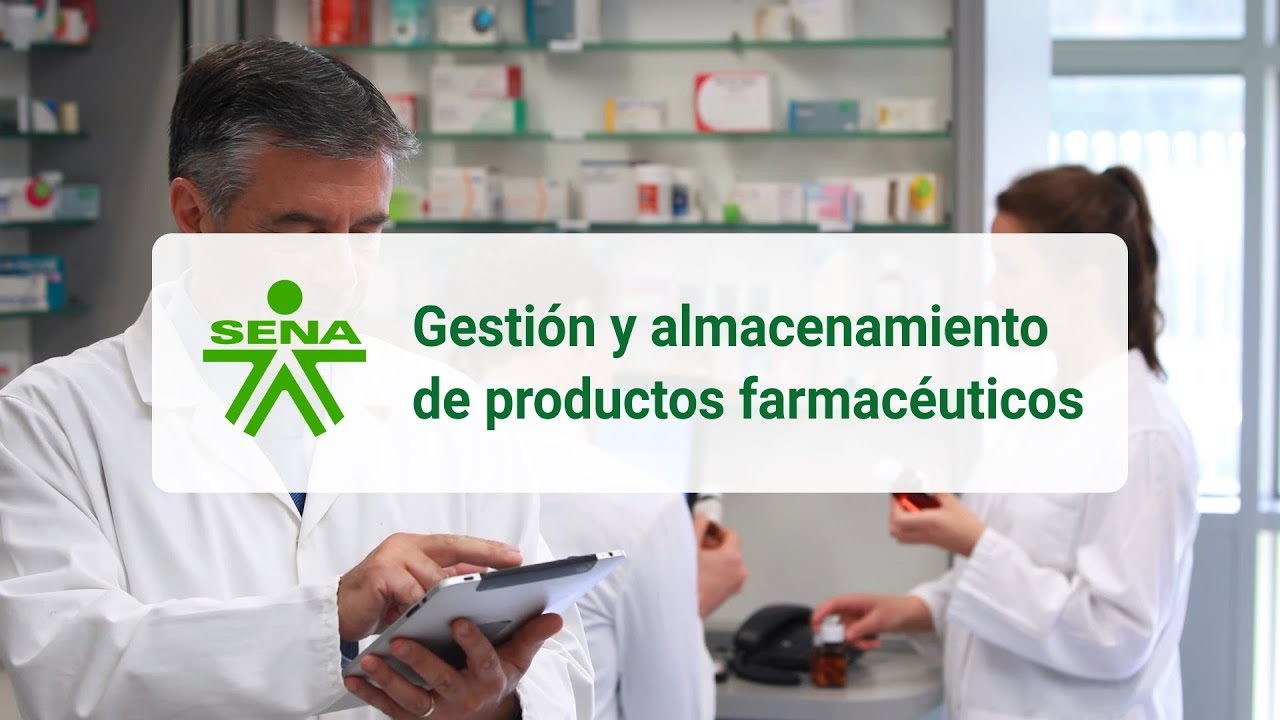 SENA
Gestión y almacenamiento
de productos farmacéuticos